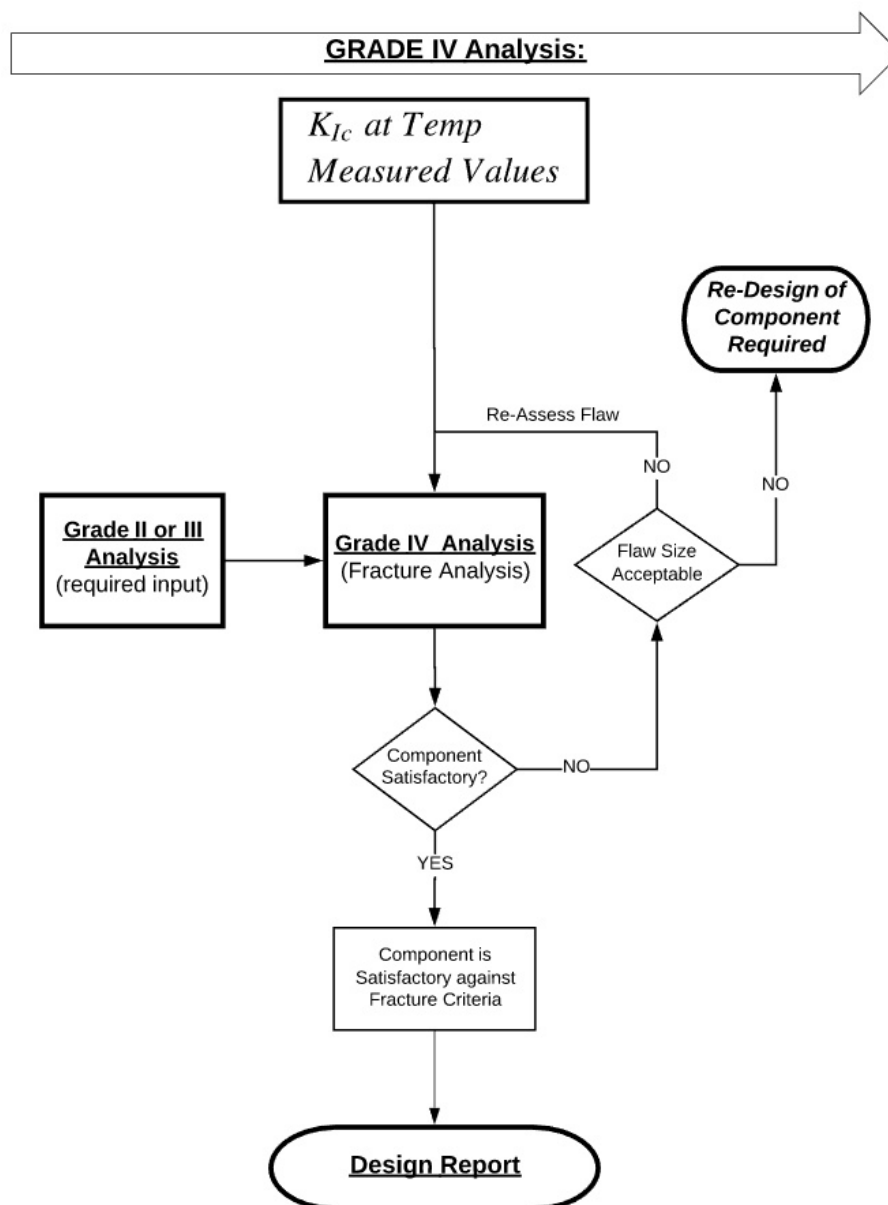 GRADE IV Analysis:
K_{Ic} at Temp
Measured Values
Re-Design of
Component
Required
Re-Assess Flaw
NO
NO
Grade II or III
Analysis
(required input)
Grade IV Analysis
(Fracture Analysis)
Flaw Size
Acceptable
Component
Satisfactory?
NO
YES
Component is
Satisfactory against
Fracture Criteria
Design Report